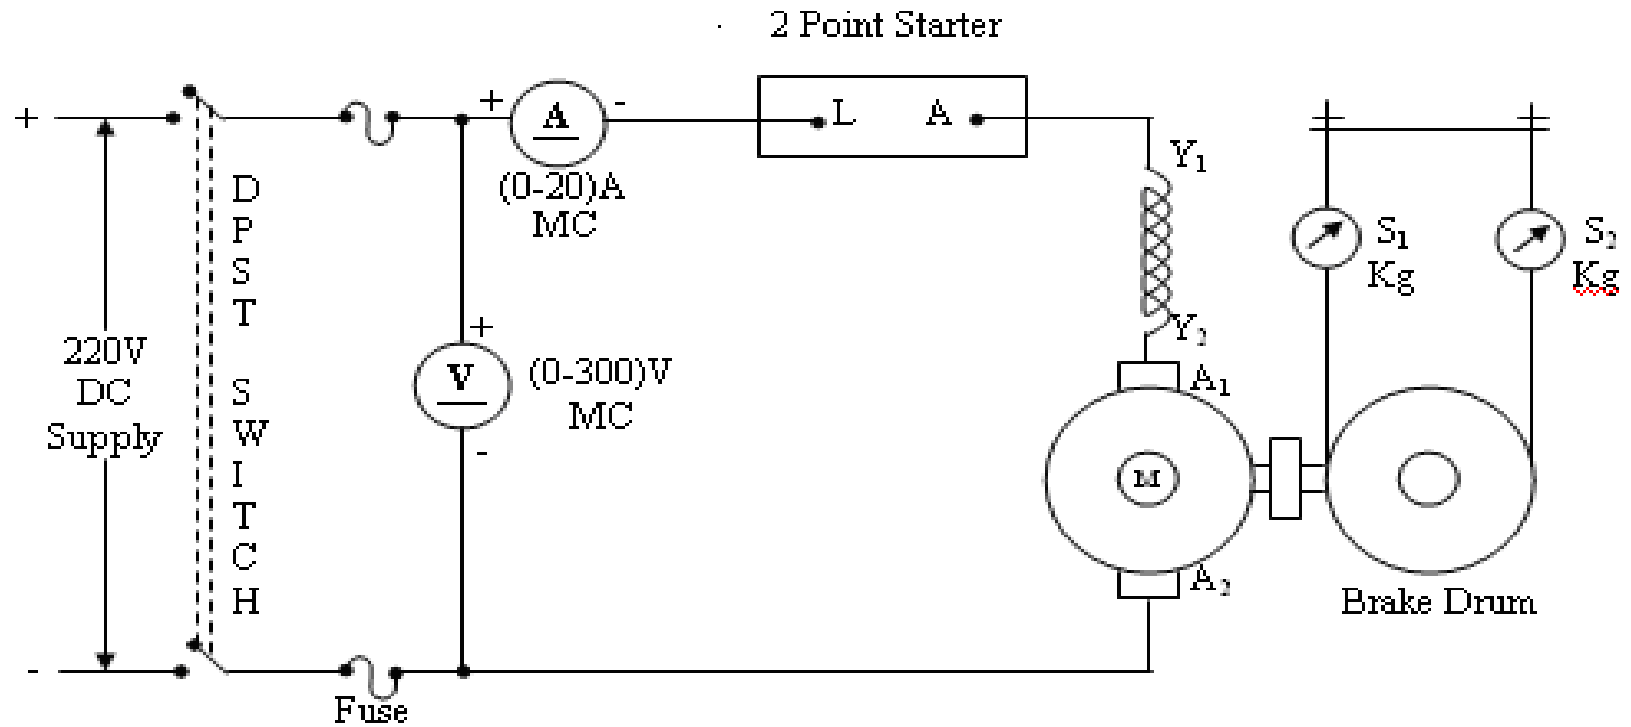 2 Point Starter
+
+ A -
L A
(0-20)A
MC
Y1
Y2
D
P
S
T
S
W
I
T
C
H
S1
Kg
S2
Kg
220V
DC
Supply
+
V
-
(0-300)V
MC
A1
M
A2
Brake Drum
-
Fuse